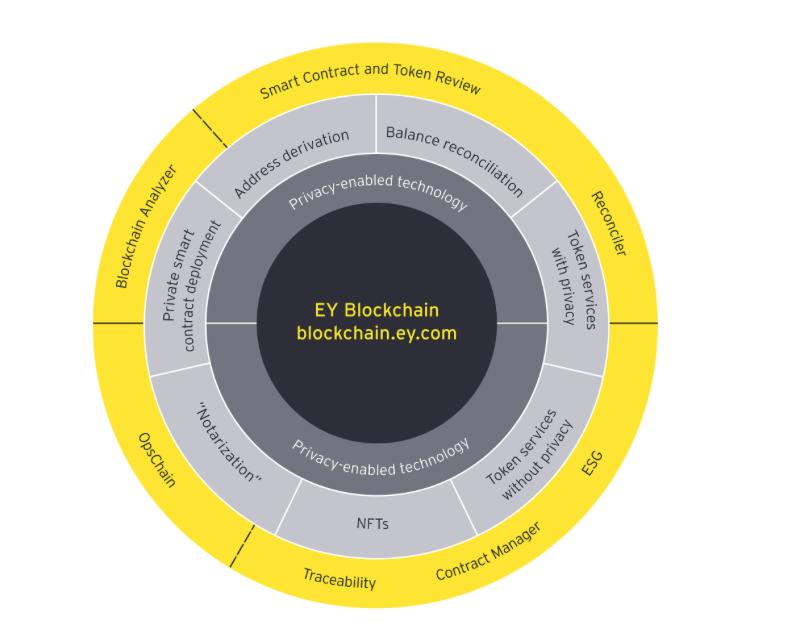 Smart Contract and Token Review
Blockchain Analyzer
Reconciler
Address derivation
Balance reconciliation
Privacy-enabled technology
Private smart
contract deployment
Token services
with privacy
EY Blockchain
blockchain.ey.com
“Notarization”
Privacy-enabled technology
Token services
without privacy
OpsChain
ESG
NFTs
Traceability
Contract Manager